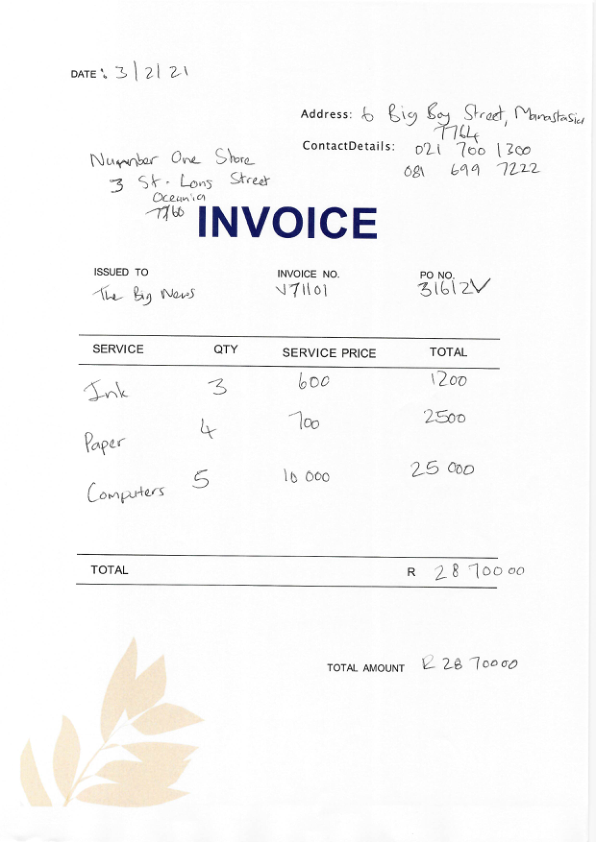 DATE : 3/2/21
Address: 6 Big Boy Street, Manastasia
7764
ContactDetails: 021 700 1300
081 699 7222
Number One Store
3 St. Lons Street
Oceania
7760
INVOICE
ISSUED TO INVOICE NO. PO NO.
The Big News V71101 31612V
SERVICE QTY SERVICE PRICE TOTAL
Ink 3 600 1200
Paper 4 700 2500
Computers 5 10 000 25 000
TOTAL R 28 700 00
TOTAL AMOUNT R 28 700 00